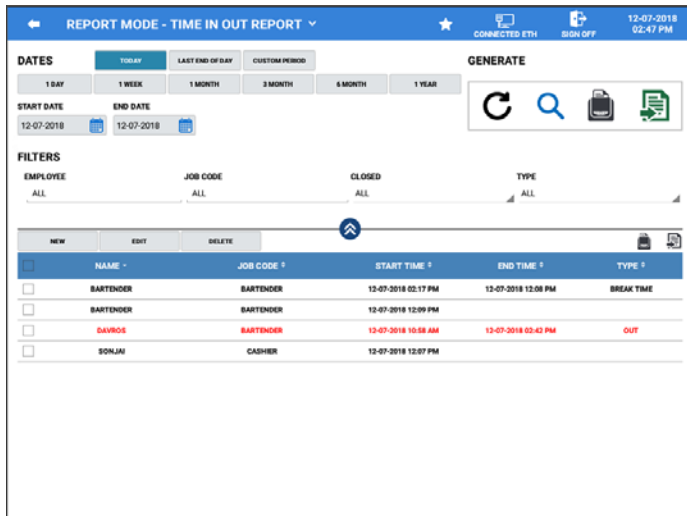 REPORT MODE - TIME IN OUT REPORT
CONNECTED ETH
SIGN OFF
12-07-2018
02:47 PM
DATES
TODAY
LAST END OF DAY
CUSTOM PERIOD
GENERATE
1 DAY
1 WEEK
1 MONTH
3 MONTH
6 MONTH
1 YEAR
START DATE
END DATE
12-07-2018
12-07-2018
FILTERS
EMPLOYEE
JOB CODE
CLOSED
TYPE
ALL
ALL
ALL
ALL
NEW
EDIT
DELETE
NAME
JOB CODE
START TIME
END TIME
TYPE
BARTENDER BARTENDER 12-07-2018 02:17 PM 12-07-2018 12:08 PM BREAK TIME
BARTENDER BARTENDER 12-07-2018 12:09 PM
DAVROS BARTENDER 12-07-2018 10:58 AM 12-07-2018 02:42 PM OUT
SONJAI CASHIER 12-07-2018 12:07 PM